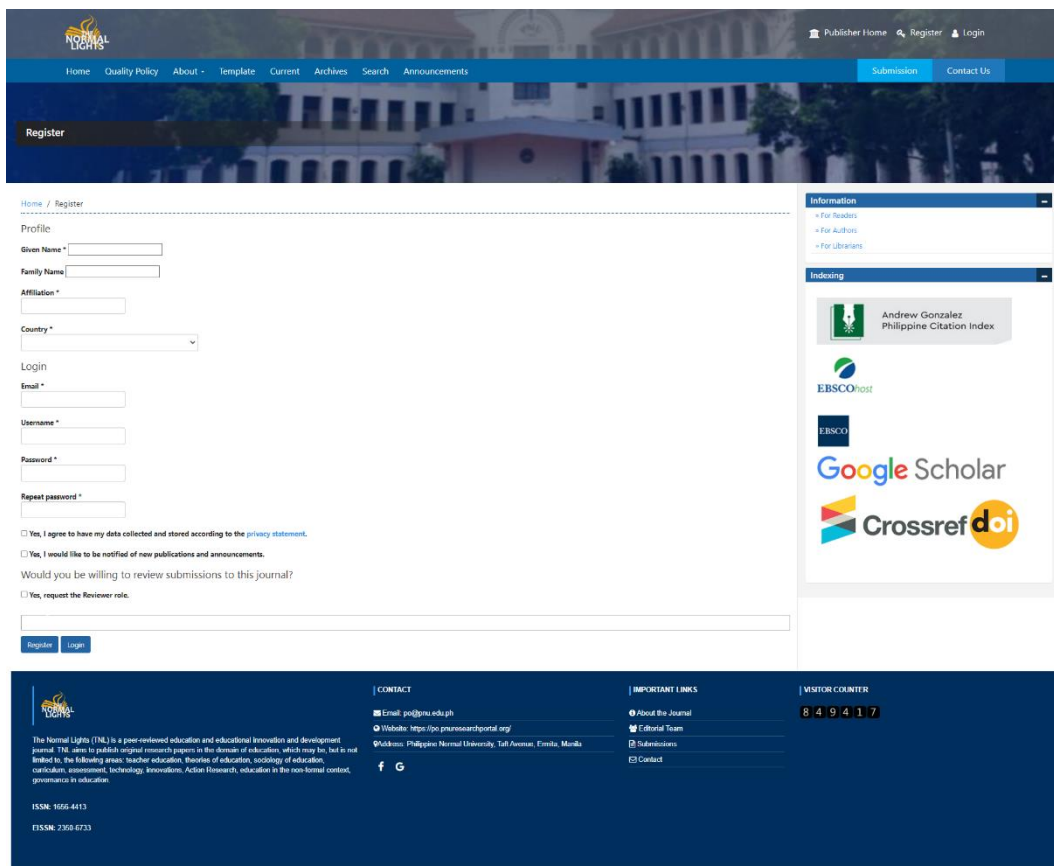 THE
NORMAL
LIGHTS
Publisher Home Register Login
Home Quality Policy About Template Current Archives Search Announcements Submission Contact Us
Register
Home / Register
Profile
Given Name *
Family Name
Affiliation *
Country *
Login
Email *
Username *
Password *
Repeat password *
Yes, I agree to have my data collected and stored according to the privacy statement.
Yes, I would like to be notified of new publications and announcements.
Would you be willing to review submissions to this journal?
Yes, request the Reviewer role.
Register Login
Information
» For Readers
» For Authors
» For Librarians
Indexing
Andrew Gonzalez
Philippine Citation Index
EBSCOhost
EBSCO
Google Scholar
Crossref doi
THE
NORMAL
LIGHTS
The Normal Lights (TNL) is a peer-reviewed education and educational innovation and development
journal. TNL aims to publish original research papers in the domain of education, which may be, but is not
limited to, the following areas: teacher education, theories of education, sociology of education,
curriculum, assessment, technology, innovations, Action Research, education in the non-formal context,
governance in education.
ISSN: 1656-4413
EISSN: 2350-6733
CONTACT
Email: po@pnu.edu.ph
Website: https://po.pnuresearchportal.org/
Address: Philippine Normal University, Taft Avenue, Ermita, Manila
IMPORTANT LINKS
About the Journal
Editorial Team
Submissions
Contact
VISITOR COUNTER
849417